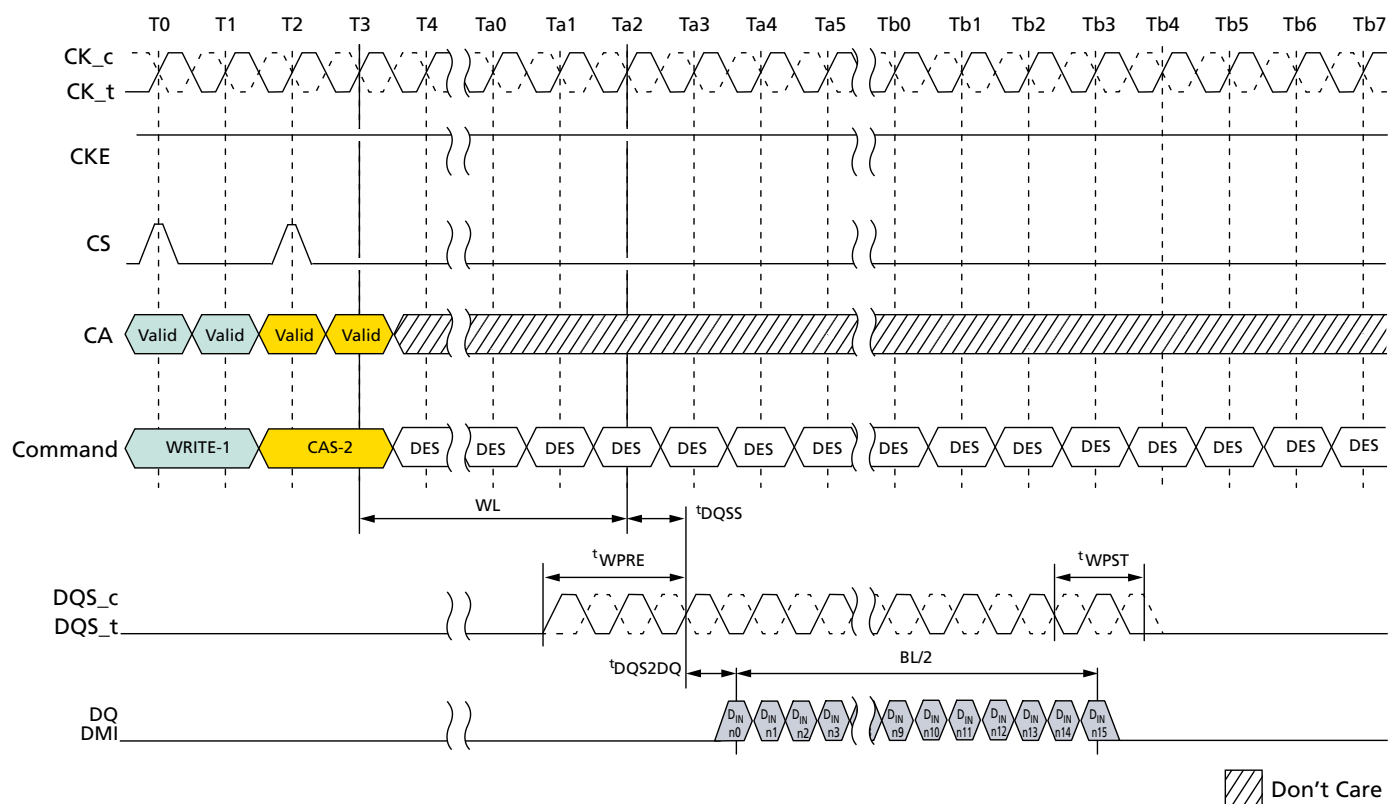 T0 T1 T2 T3 T4 Ta0 Ta1 Ta2 Ta3 Ta4 Ta5 Tb0 Tb1 Tb2 Tb3 Tb4 Tb5 Tb6 Tb7
CK_c
CK_t
CKE
CS
CA Valid Valid Valid Valid
Command WRITE-1 CAS-2 DES DES DES DES DES DES DES DES DES DES DES DES DES DES DES
WL tDQSS
tWPRE tWPST
DQS_c
DQS_t
tDQS2DQ BL/2
DQ DIN DIN DIN DIN DIN DIN DIN DIN DIN DIN DIN
DMI n0 n1 n2 n3 n9 n10 n11 n12 n13 n14 n15
Don't Care